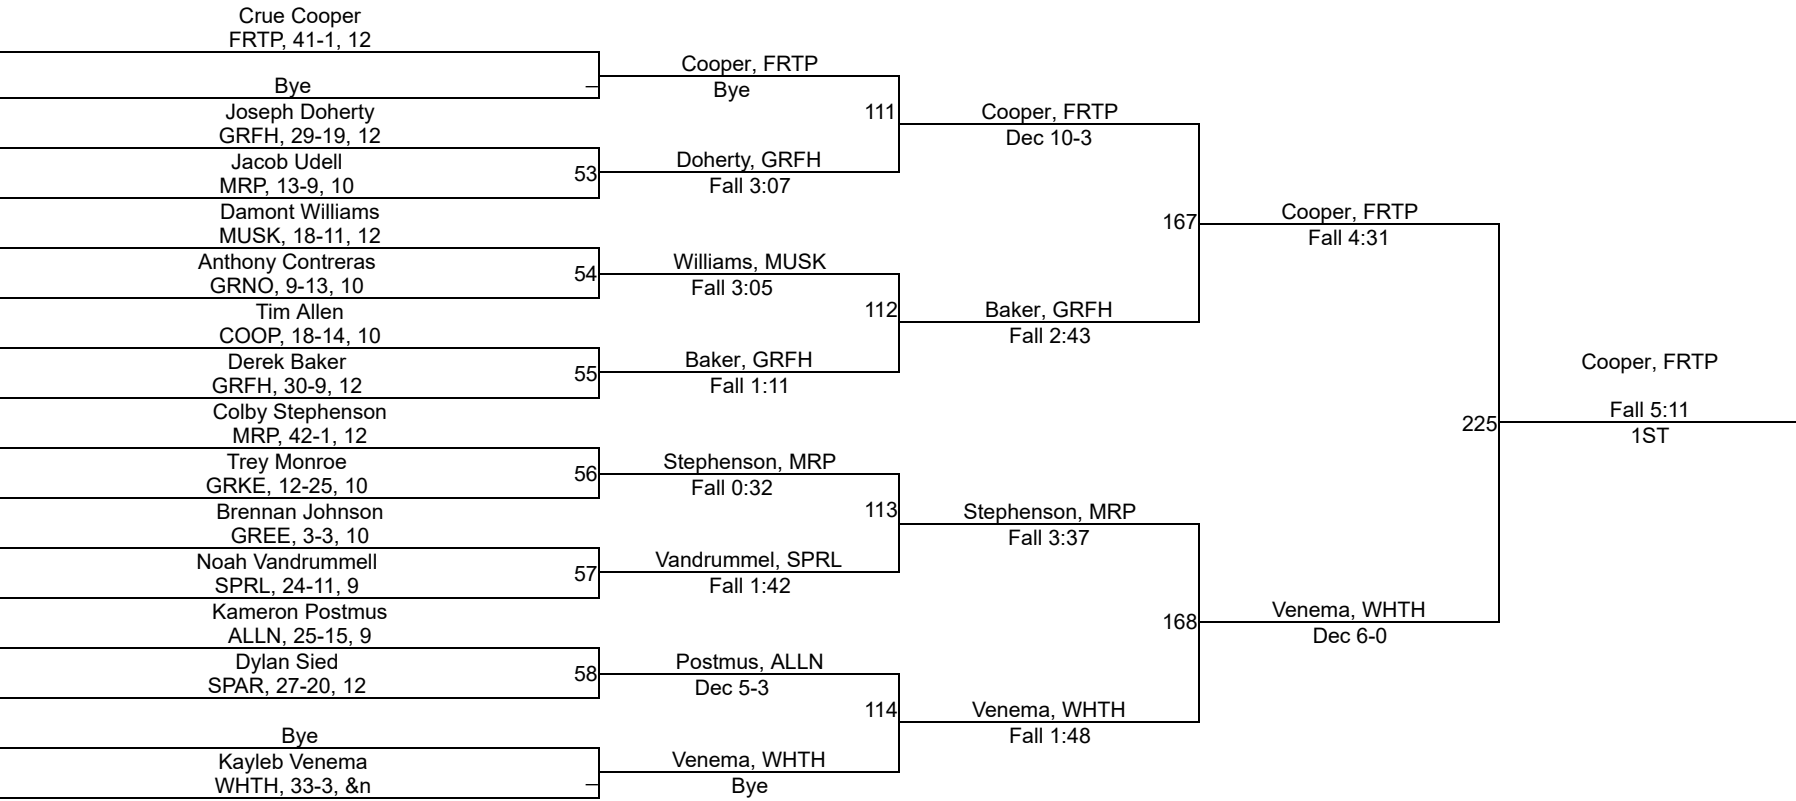 Crue Cooper
FRTP, 41-1, 12
Bye
–
Joseph Doherty
GRFH, 29-19, 12
Jacob Udell
MRP, 13-9, 10
53
Damont Williams
MUSK, 18-11, 12
Anthony Contreras
GRNO, 9-13, 10
54
Tim Allen
COOP, 18-14, 10
Derek Baker
GRFH, 30-9, 12
55
Colby Stephenson
MRP, 42-1, 12
Trey Monroe
GRKE, 12-25, 10
56
Brennan Johnson
GREE, 3-3, 10
Noah Vandrummell
SPRL, 24-11, 9
57
Kameron Postmus
ALLN, 25-15, 9
Dylan Sied
SPAR, 27-20, 12
58
Bye
Kayleb Venema
WHTH, 33-3, &n
–
Cooper, FRTP
Bye
111
Doherty, GRFH
Fall 3:07
Williams, MUSK
Fall 3:05
112
Baker, GRFH
Fall 1:11
Stephenson, MRP
Fall 0:32
113
Vandrummel, SPRL
Fall 1:42
Postmus, ALLN
Dec 5-3
114
Venema, WHTH
Bye
Cooper, FRTP
Dec 10-3
167
Baker, GRFH
Fall 2:43
Stephenson, MRP
Fall 3:37
168
Venema, WHTH
Fall 1:48
Cooper, FRTP
Fall 4:31
225
Venema, WHTH
Dec 6-0
Cooper, FRTP
Fall 5:11
1ST